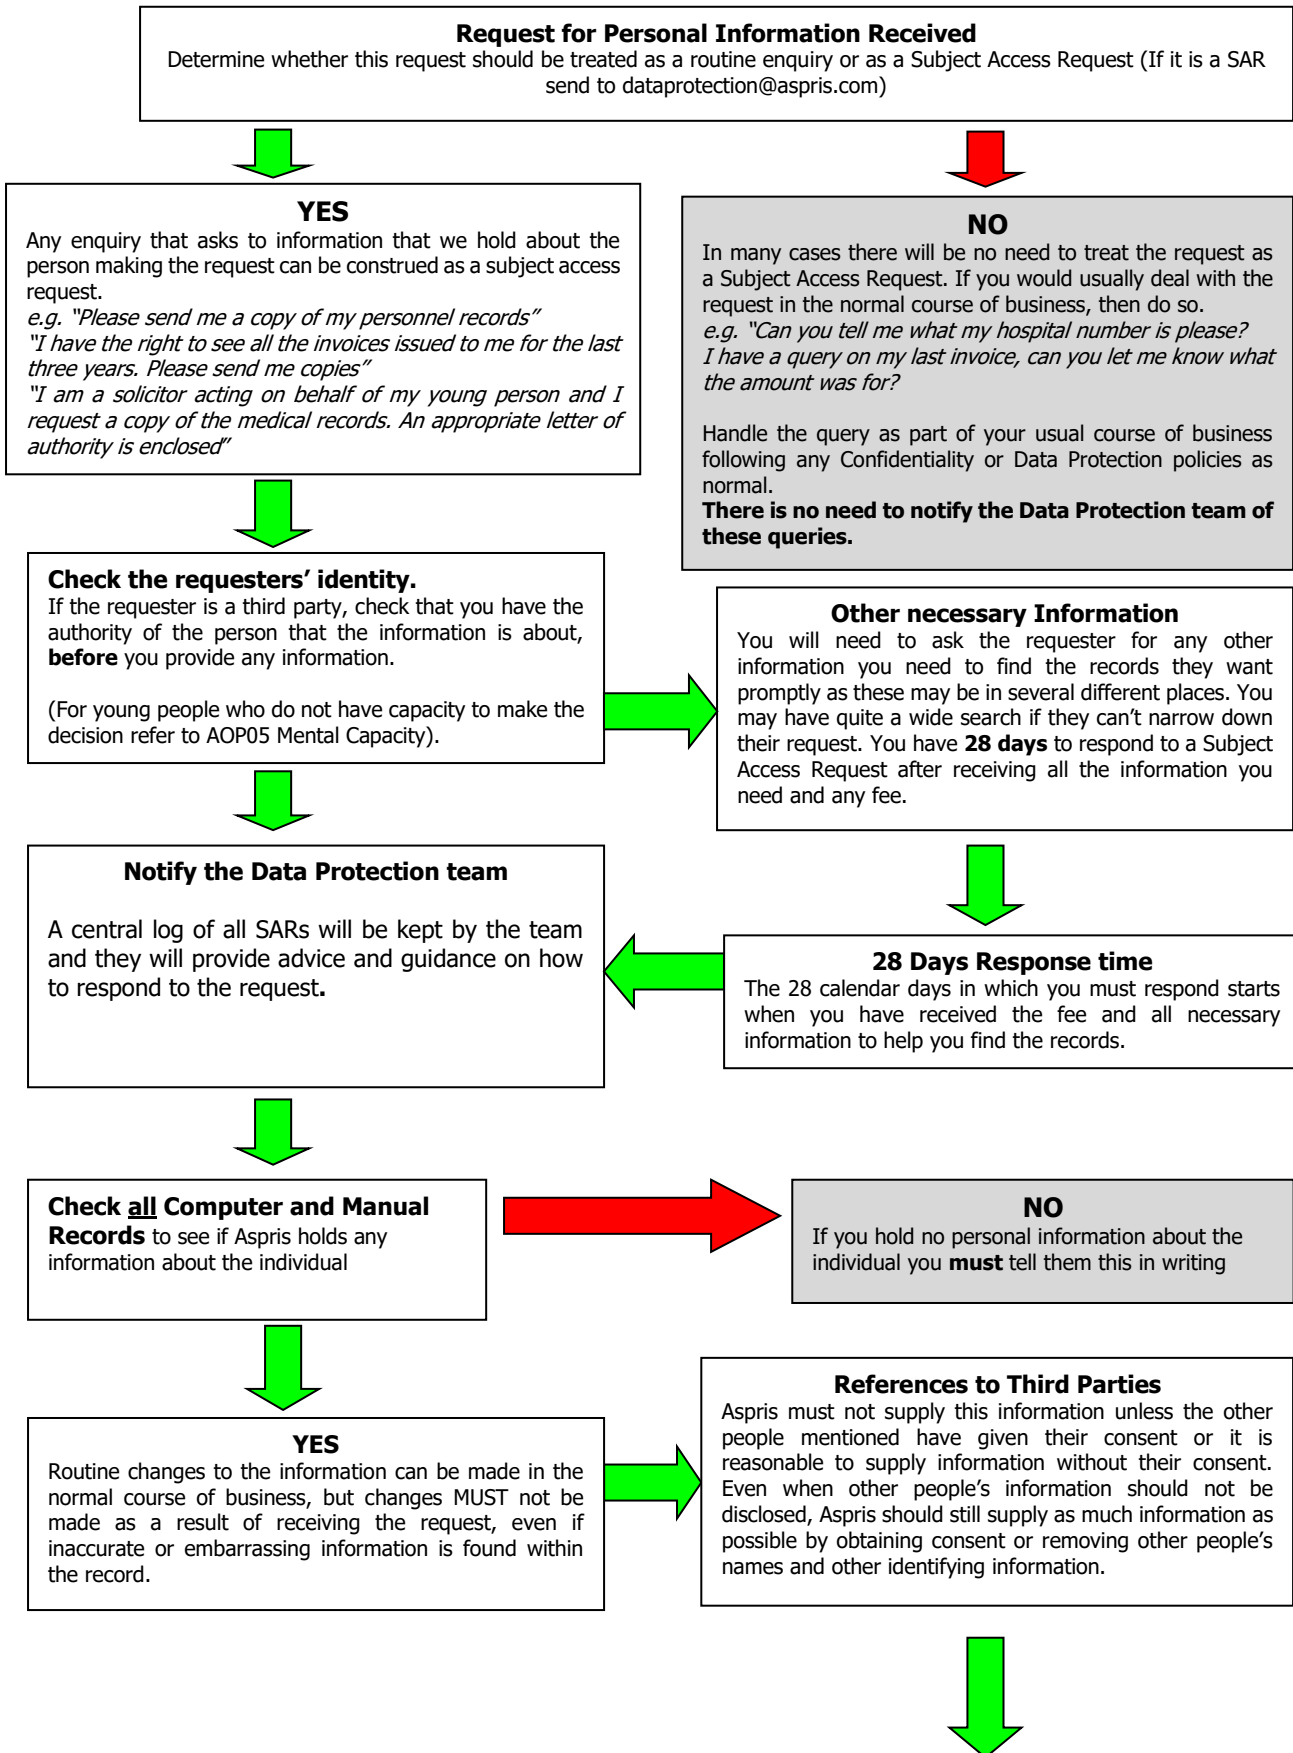 Request for Personal Information Received
Determine whether this request should be treated as a routine enquiry or as a Subject Access Request (If it is a SAR
send to dataprotection@aspris.com)
YES
Any enquiry that asks to information that we hold about the
person making the request can be construed as a subject access
request.
e.g. “Please send me a copy of my personnel records”
“I have the right to see all the invoices issued to me for the last
three years. Please send me copies”
“I am a solicitor acting on behalf of my young person and I
request a copy of the medical records. An appropriate letter of
authority is enclosed”
NO
In many cases there will be no need to treat the request as
a Subject Access Request. If you would usually deal with the
request in the normal course of business, then do so.
e.g. “Can you tell me what my hospital number is please?
I have a query on my last invoice, can you let me know what
the amount was for?
Handle the query as part of your usual course of business
following any Confidentiality or Data Protection policies as
normal.
There is no need to notify the Data Protection team of
these queries.
Check the requesters’ identity.
If the requester is a third party, check that you have the
authority of the person that the information is about,
before you provide any information.
(For young people who do not have capacity to make the
decision refer to AOP05 Mental Capacity).
Other necessary Information
You will need to ask the requester for any other
information you need to find the records they want
promptly as these may be in several different places. You
may have quite a wide search if they can’t narrow down
their request. You have 28 days to respond to a Subject
Access Request after receiving all the information you
need and any fee.
Notify the Data Protection team
A central log of all SARs will be kept by the team
and they will provide advice and guidance on how
to respond to the request.
28 Days Response time
The 28 calendar days in which you must respond starts
when you have received the fee and all necessary
information to help you find the records.
Check all Computer and Manual
Records to see if Aspris holds any
information about the individual
NO
If you hold no personal information about the
individual you must tell them this in writing
YES
Routine changes to the information can be made in the
normal course of business, but changes MUST not be
made as a result of receiving the request, even if
inaccurate or embarrassing information is found within
the record.
References to Third Parties
Aspris must not supply this information unless the other
people mentioned have given their consent or it is
reasonable to supply information without their consent.
Even when other people’s information should not be
disclosed, Aspris should still supply as much information as
possible by obtaining consent or removing other people’s
names and other identifying information.